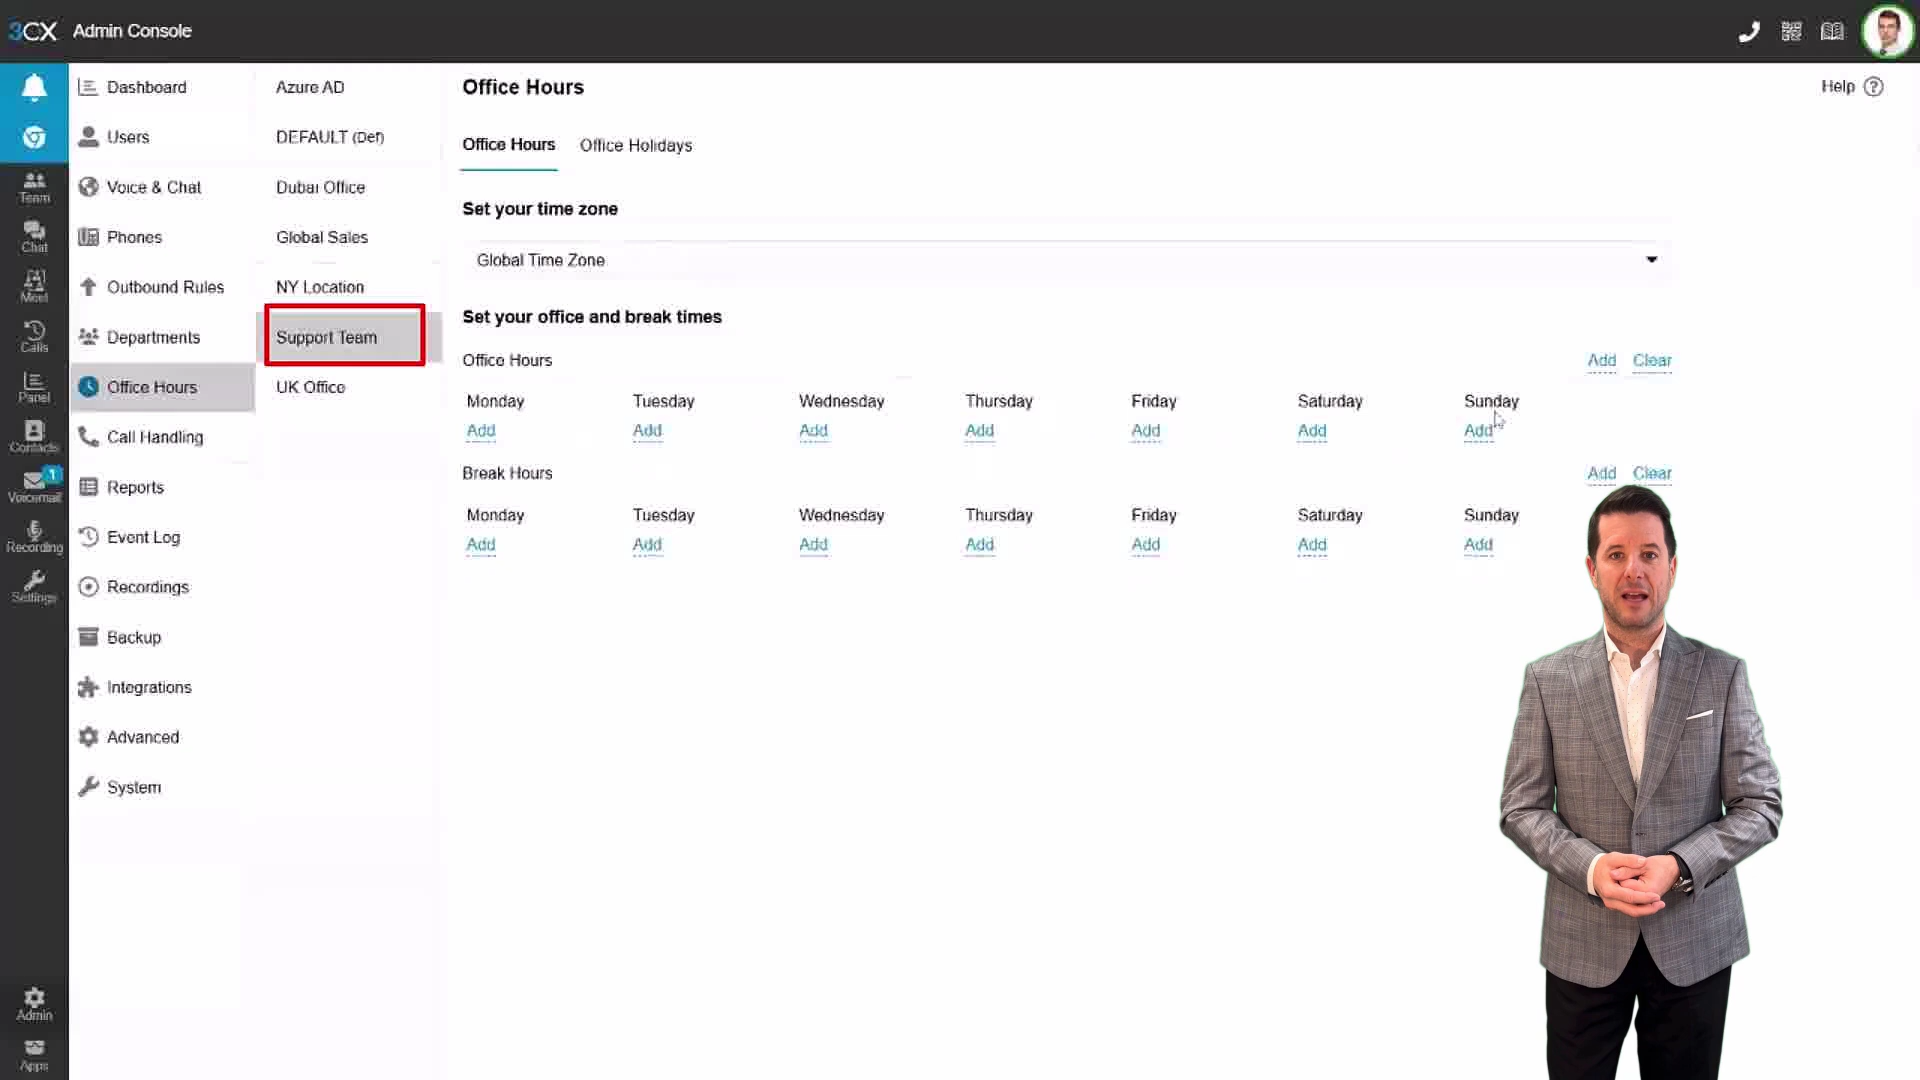 3CX Admin Console
Help
Team
Chat
Meet
Calls
Panel
Contacts
1
Voicemail
Recording
Settings
Admin
Apps
Dashboard
Users
Voice & Chat
Phones
Outbound Rules
Departments
Office Hours
Call Handling
Reports
Event Log
Recordings
Backup
Integrations
Advanced
System
Azure AD
DEFAULT (Def)
Dubai Office
Global Sales
NY Location
Support Team
UK Office
Office Hours
Office Hours Office Holidays
Set your time zone
Global Time Zone
Set your office and break times
Office Hours Add Clear
Monday Tuesday Wednesday Thursday Friday Saturday Sunday
Add Add Add Add Add Add Add
Break Hours Add Clear
Monday Tuesday Wednesday Thursday Friday Saturday Sunday
Add Add Add Add Add Add Add